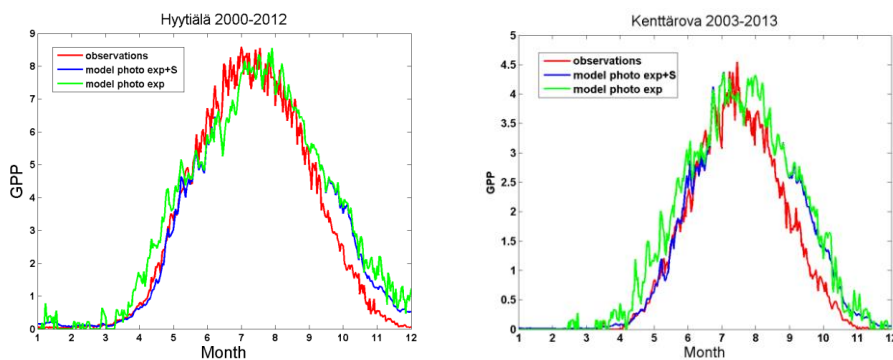 Hyytiälä 2000-2012
observations
model photo exp+S
model photo exp
GPP
9
8
7
6
5
4
3
2
1
0
1 2 3 4 5 6 7 8 9 10 11 12
Month
Kenttärova 2003-2013
observations
model photo exp+S
model photo exp
GPP
5
4.5
4
3.5
3
2.5
2
1.5
1
0.5
0
1 2 3 4 5 6 7 8 9 10 11 12
Month